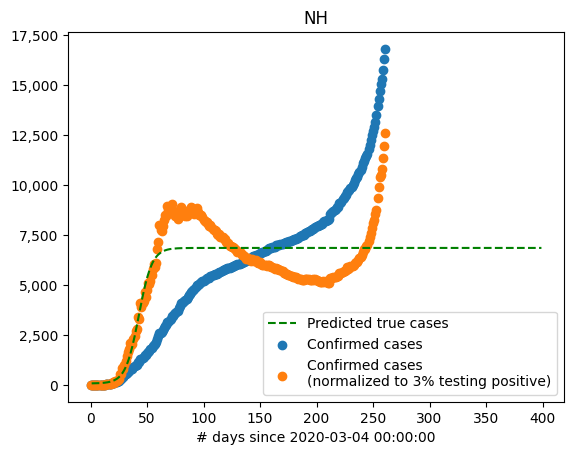 NH
17,500
15,000
12,500
10,000
7,500
5,000
2,500
0
Predicted true cases
Confirmed cases
Confirmed cases
(normalized to 3% testing positive)
0 50 100 150 200 250 300 350 400
# days since 2020-03-04 00:00:00